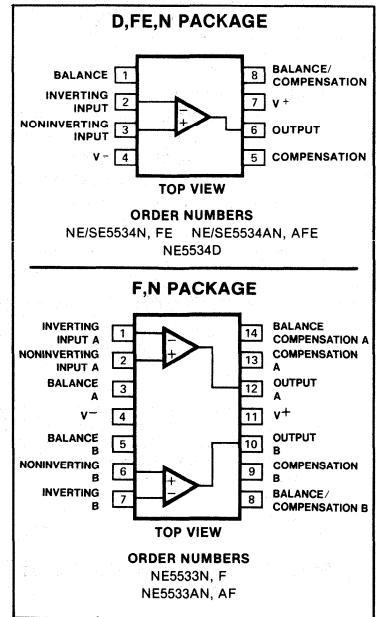 D,FE,N PACKAGE
BALANCE 1
8 BALANCE/
COMPENSATION
INVERTING
INPUT 2
7 V+
NONINVERTING
INPUT 3
6 OUTPUT
V- 4
5 COMPENSATION
- +
TOP VIEW
ORDER NUMBERS
NE/SE5534N, FE NE/SE5534AN, AFE
NE5534D
F,N PACKAGE
INVERTING
INPUT A 1
14 BALANCE
COMPENSATION A
NONINVERTING
INPUT A 2
13 COMPENSATION
A
BALANCE
A 3
12 OUTPUT
A
V- 4
11 V+
BALANCE
B 5
10 OUTPUT
B
NONINVERTING
B 6
9 COMPENSATION
B
INVERTING
B 7
8 BALANCE/
COMPENSATION B
- +
+ -
TOP VIEW
ORDER NUMBERS
NE5533N, F
NE5533AN, AF